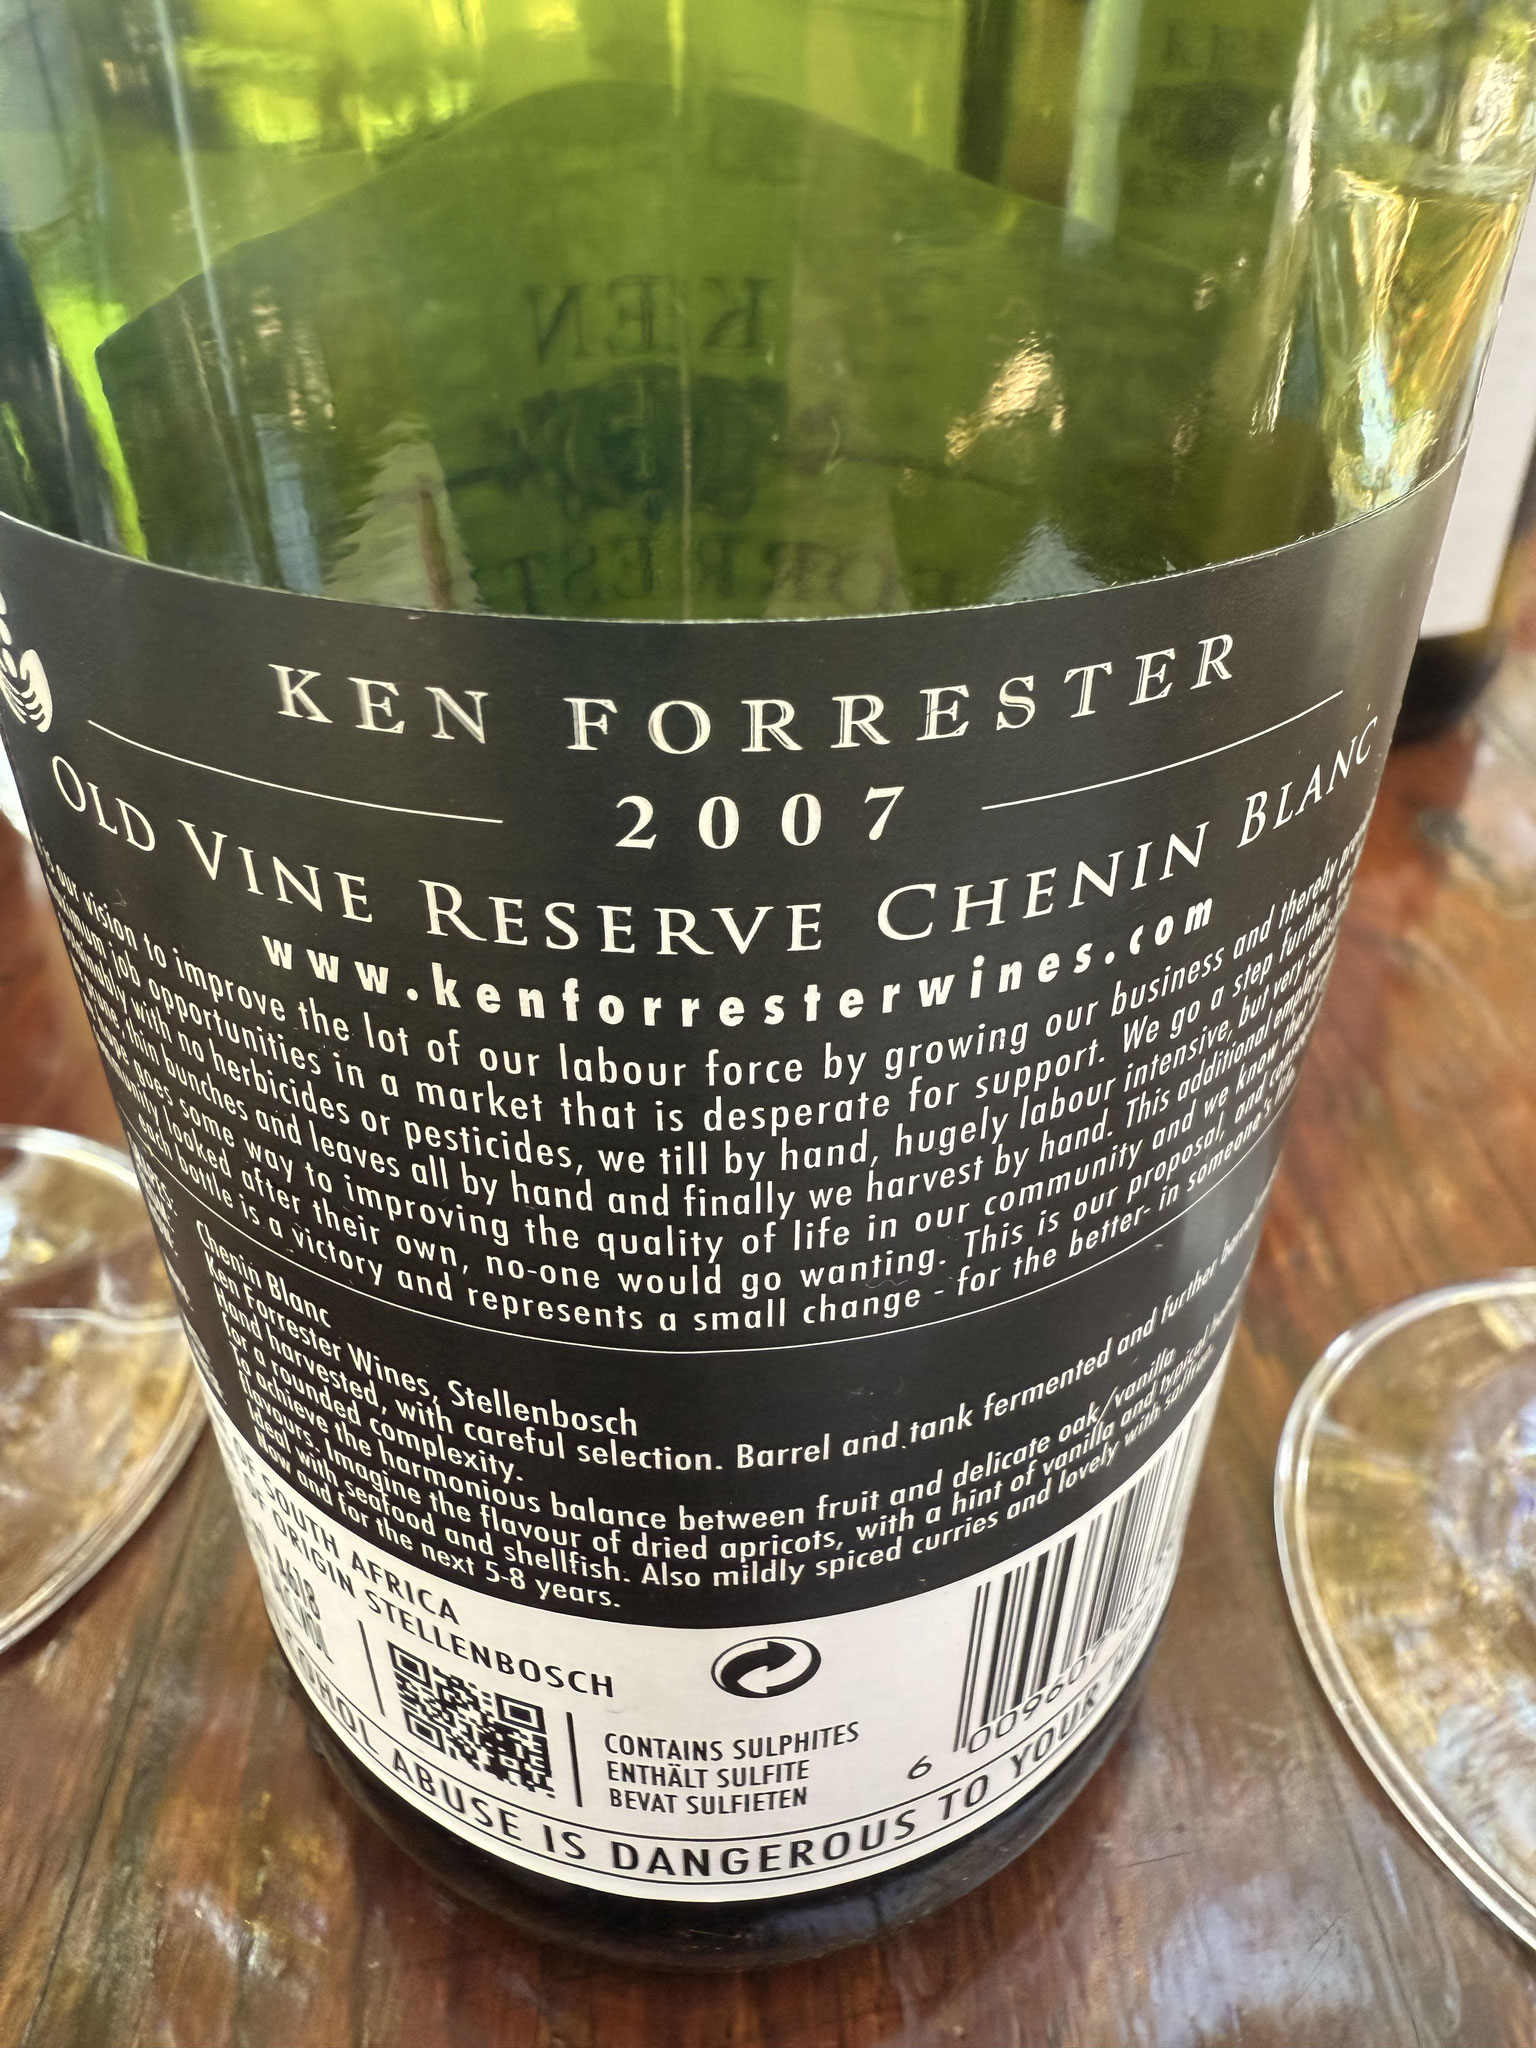 KEN
FORREST
KEN FORRESTER
2007
OLD VINE RESERVE CHENIN BLANC
www.kenforresterwines.com
our vision to improve the lot of our labour force by growing our business and thereby
job opportunities in a market that is desperate for support. We go a step further,
with no herbicides or pesticides, we till by hand, hugely labour intensive, but very
thin bunches and leaves all by hand and finally we harvest by hand. This additional
goes some way to improving the quality of life in our community and we know
looked after their own, no-one would go wanting. This is our proposal, and
each bottle is a victory and represents a small change - for the better- in someone's
Chenin Blanc
Ken Forrester Wines, Stellenbosch
Hand harvested, with careful selection. Barrel and tank fermented and further
for a rounded complexity.
To achieve the harmonious balance between fruit and delicate oak/vanilla
flavours. Imagine the flavour of dried apricots, with a hint of vanilla and typical
Ideal with seafood and shellfish. Also mildly spiced curries and lovely with
Now and for the next 5-8 years.
OF SOUTH AFRICA
OF ORIGIN STELLENBOSCH
CONTAINS SULPHITES
ENTHÄLT SULFITE
BEVAT SULFIETEN
6 009601
ABUSE IS DANGEROUS TO YOUR